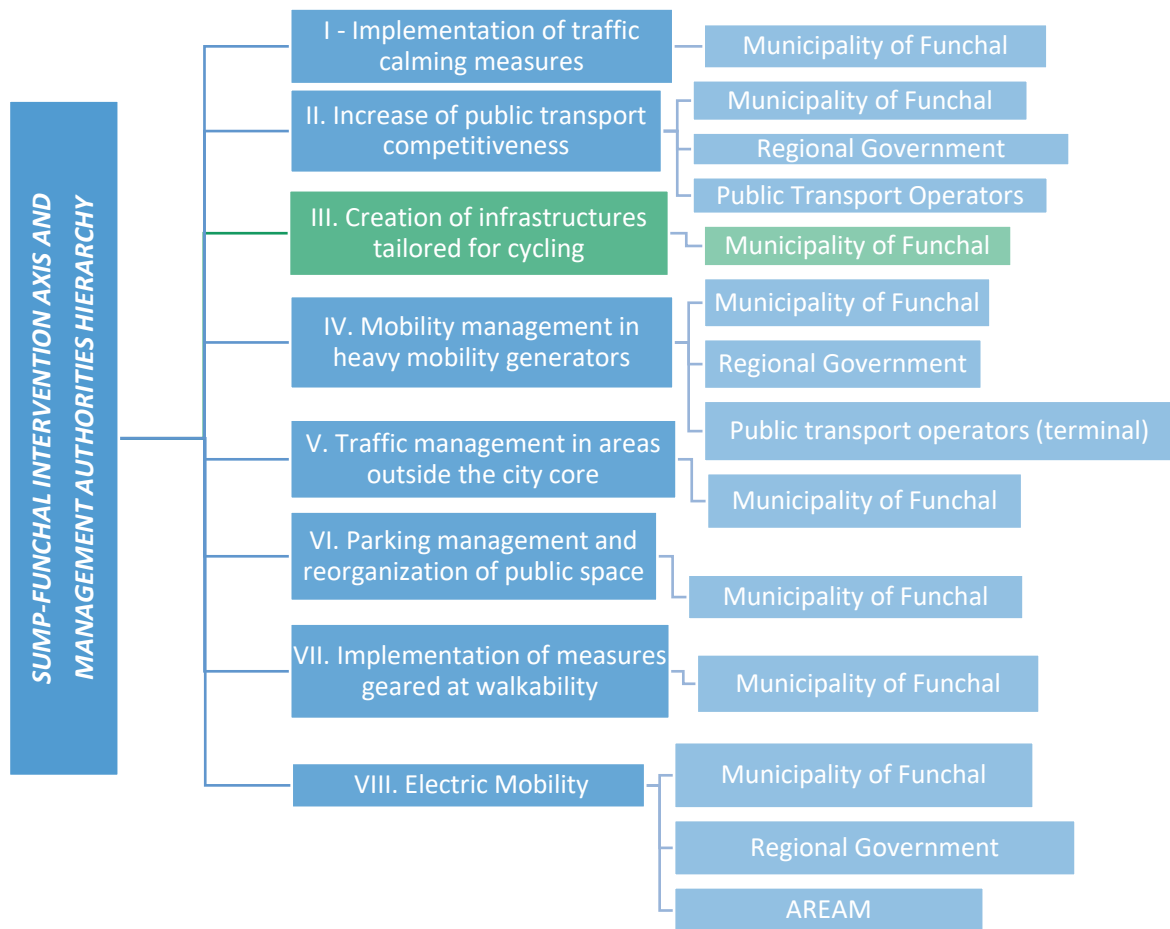 SUMP-FUNCHAL INTERVENTION AXIS AND
MANAGEMENT AUTHORITIES HIERARCHY
I - Implementation of traffic
calming measures
Municipality of Funchal
II. Increase of public transport
competitiveness
Municipality of Funchal
Regional Government
Public Transport Operators
III. Creation of infrastructures
tailored for cycling
Municipality of Funchal
IV. Mobility management in
heavy mobility generators
Municipality of Funchal
Regional Government
Public transport operators (terminal)
V. Traffic management in areas
outside the city core
Municipality of Funchal
VI. Parking management and
reorganization of public space
Municipality of Funchal
VII. Implementation of measures
geared at walkability
Municipality of Funchal
VIII. Electric Mobility
Municipality of Funchal
Regional Government
AREAM